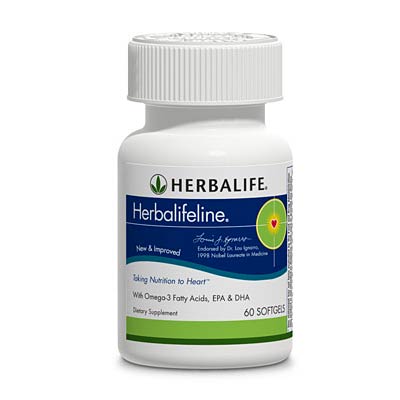 HERBALIFE.
Herbalifeline®
New & Improved
Endorsed by Dr. Lou Ignarro,
1998 Nobel Laureate in Medicine
Taking Nutrition to Heart™
With Omega-3 Fatty Acids, EPA & DHA
Dietary Supplement
60 SOFTGELS